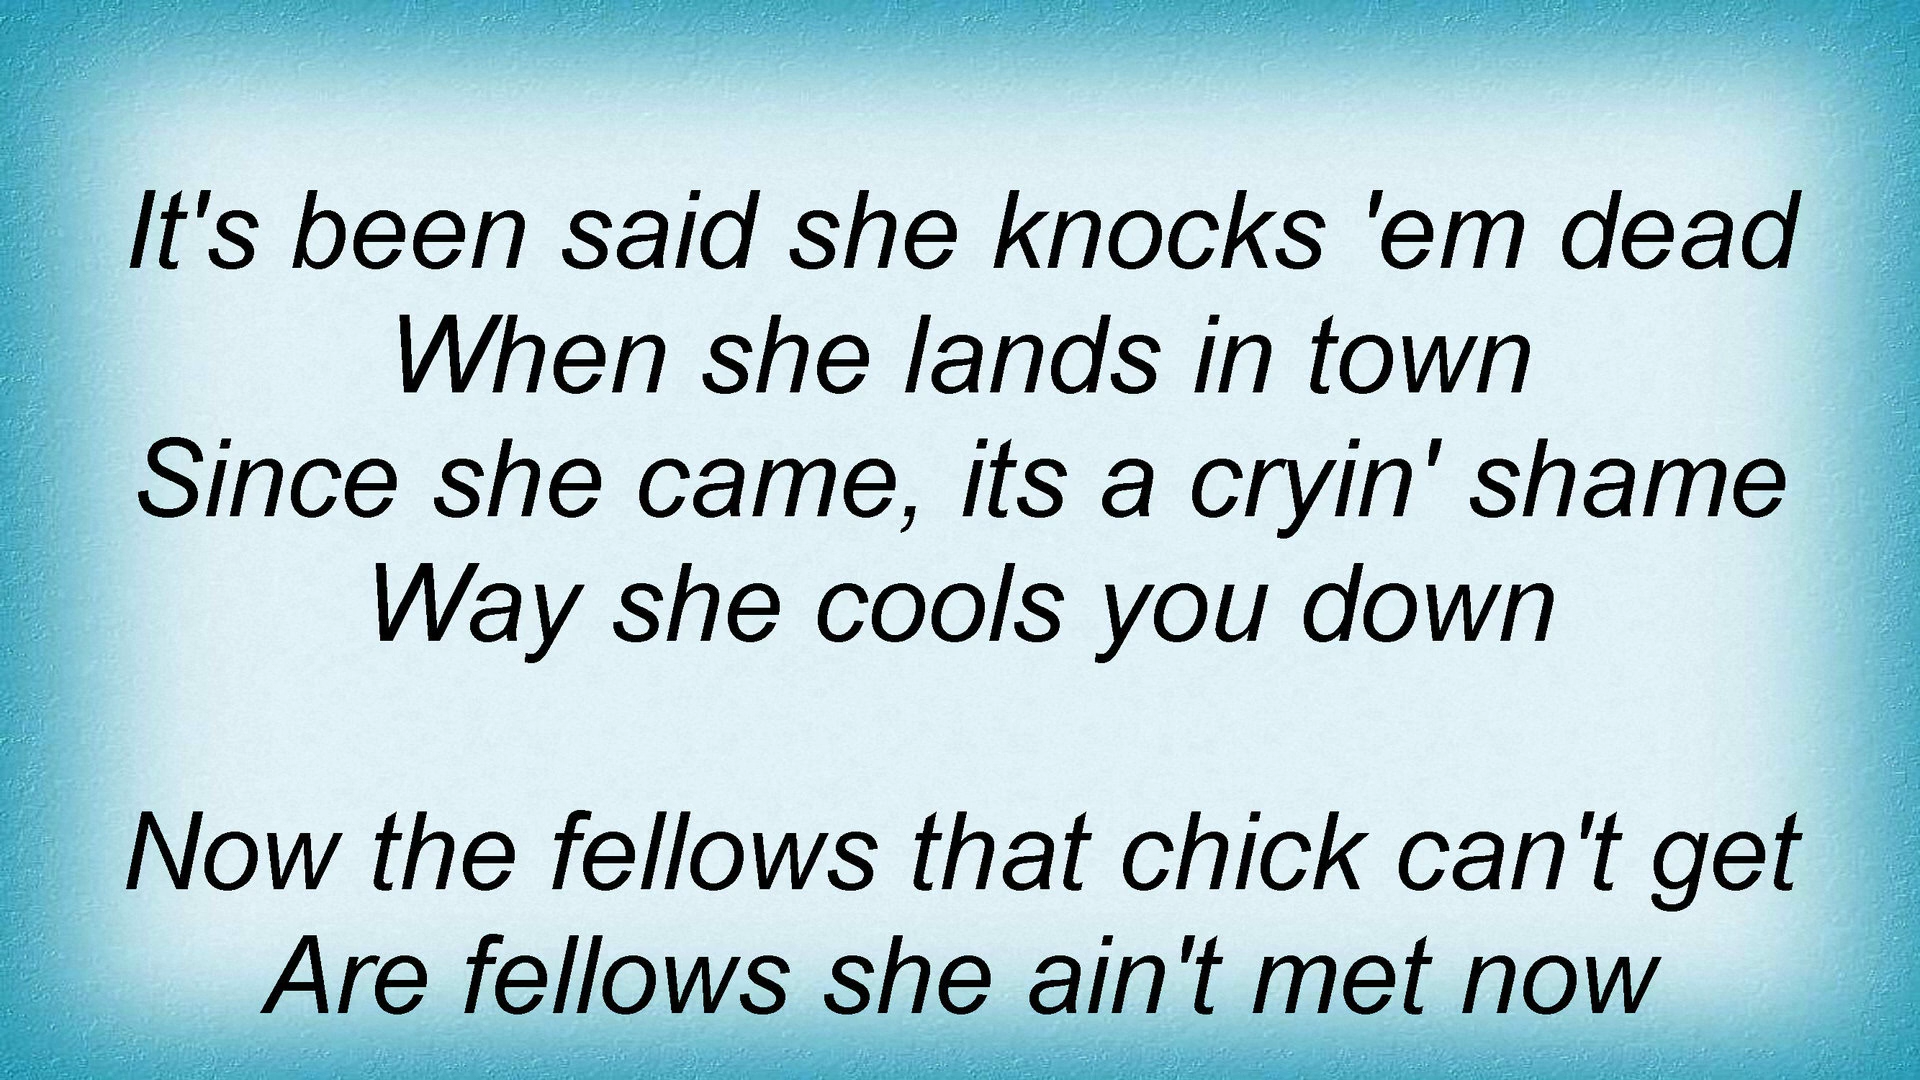 It's been said she knocks 'em dead
When she lands in town
Since she came, its a cryin' shame
Way she cools you down
Now the fellows that chick can't get
Are fellows she ain't met now